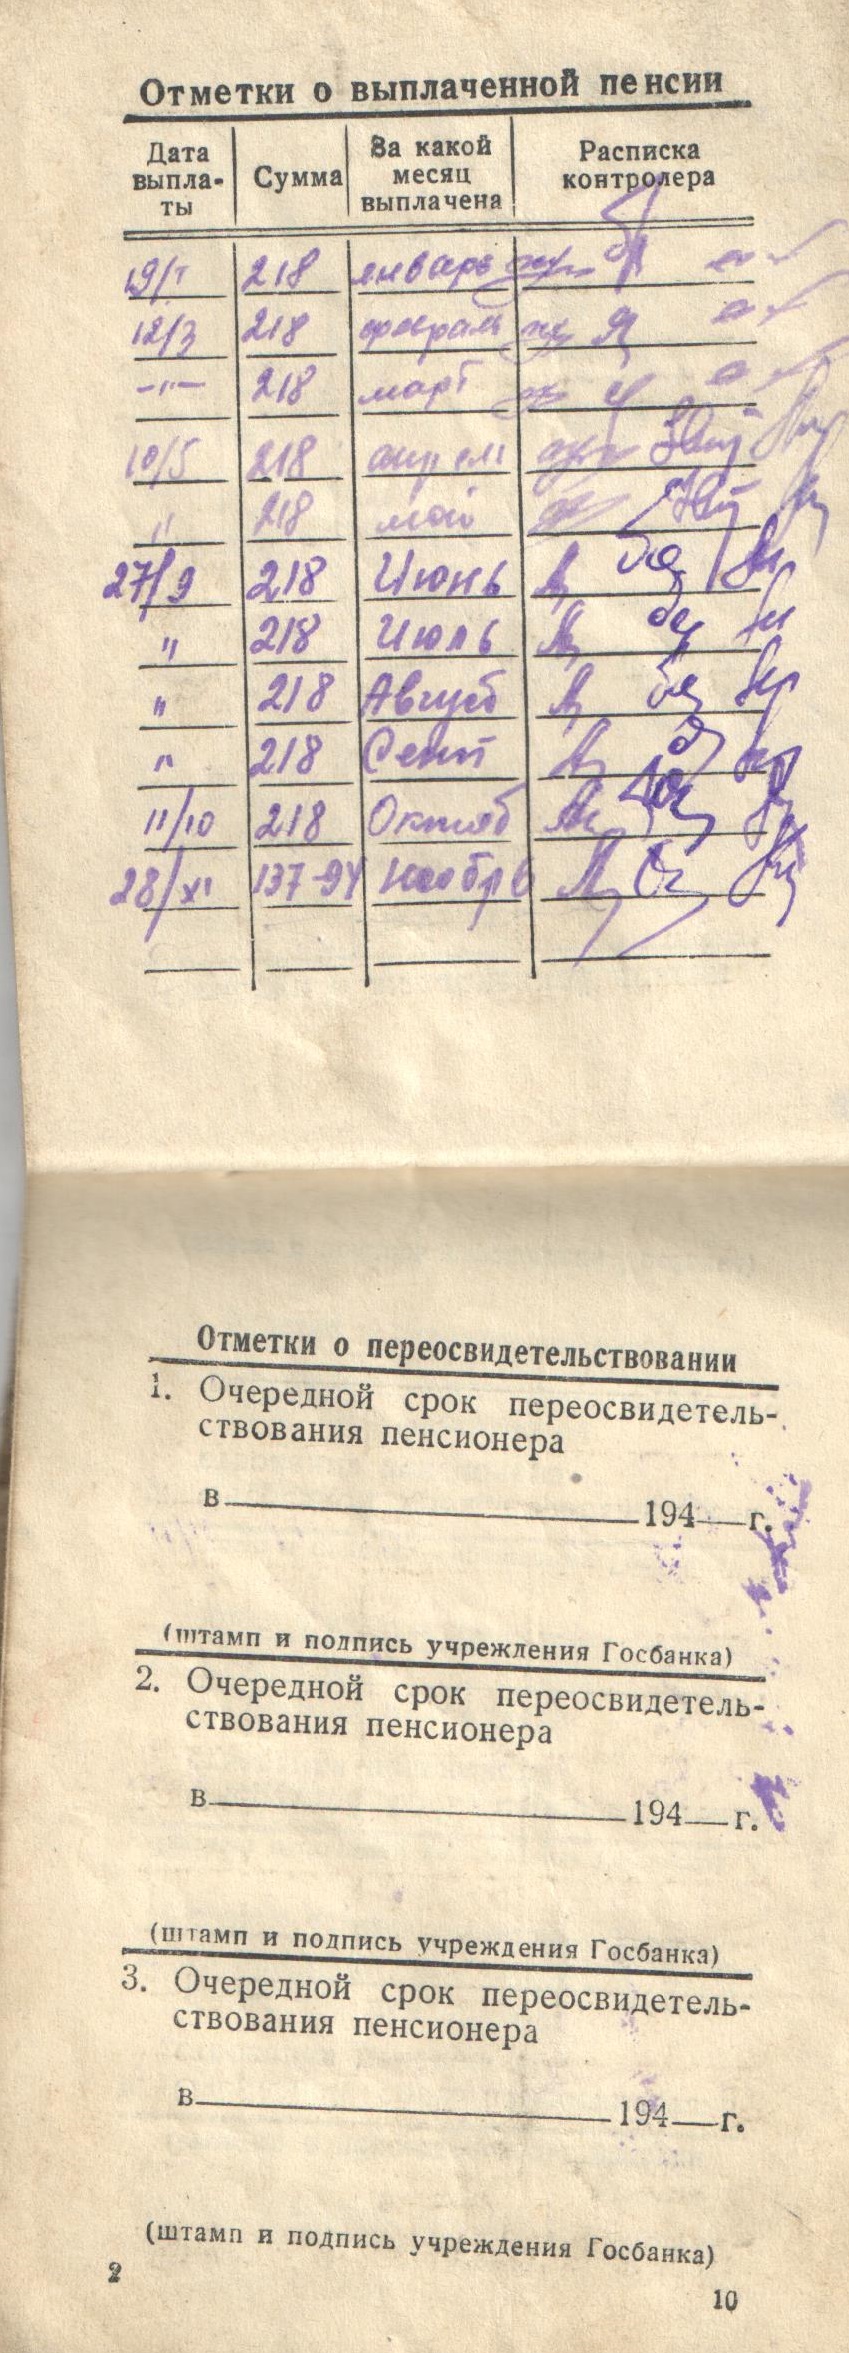 Отметки о выплаченной пенсии
Дата выпла-ты Сумма За какой месяц выплачена Расписка контролера
19/I 218 январь
12/3 218 февраль
–"– 218 март
10/5 218 апрель
" 218 май
27/9 218 Июнь
" 218 Июль
" 218 Август
" 218 Сент
11/10 218 Октяб
28/XI 137-94 Ноябрь
Отметки о переосвидетельствовании
1. Очередной срок переосвидетель-
ствования пенсионера
в 194 г.
(штамп и подпись учреждения Госбанка)
2. Очередной срок переосвидетель-
ствования пенсионера
в 194 г.
(штамп и подпись учреждения Госбанка)
3. Очередной срок переосвидетель-
ствования пенсионера
в 194 г.
(штамп и подпись учреждения Госбанка)
2
10